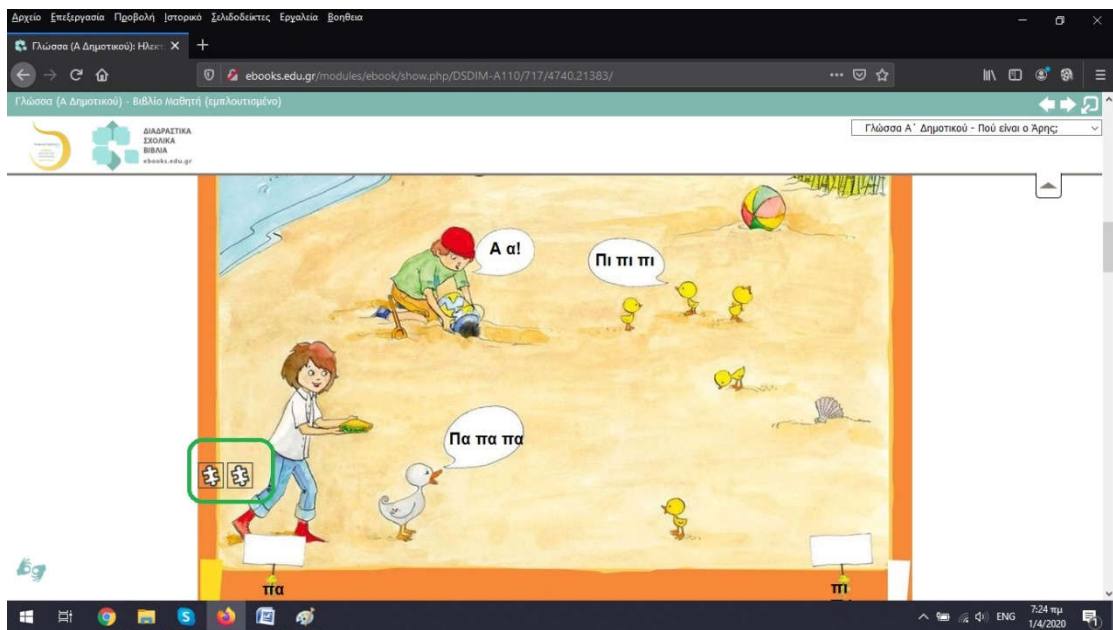 Αρχείο Επεξεργασία Προβολή Ιστορικό Σελιδοδείκτες Εργαλεία Βοήθεια
Γλώσσα (Α Δημοτικού): Ηλεκτ
ebooks.edu.gr/modules/ebook/show.php/DSDIM-A110/717/4740.21383/
Γλώσσα (Α Δημοτικού) - Βιβλίο Μαθητή (εμπλουτισμένο)
ΔΙΑΔΡΑΣΤΙΚΑ
ΣΧΟΛΙΚΑ
ΒΙΒΛΙΑ
ebooks.edu.gr
Γλώσσα Α΄ Δημοτικού - Πού είναι ο Άρης;
Α α!
Πι πι πι
Πα πα πα
πα
πι
ENG
7:24 πμ
1/4/2020